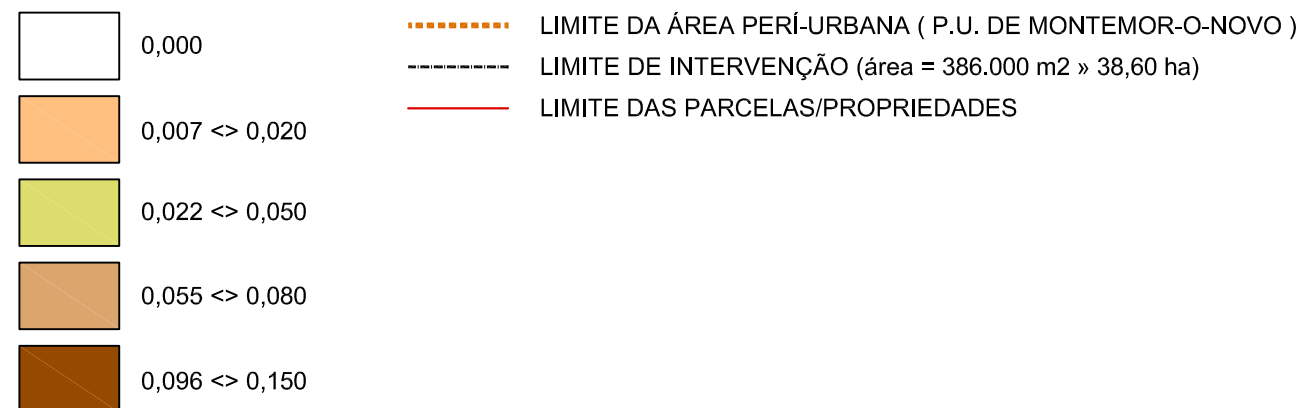 0,000
0,007 <> 0,020
0,022 <> 0,050
0,055 <> 0,080
0,096 <> 0,150
LIMITE DA ÁREA PERÍ-URBANA ( P.U. DE MONTEMOR-O-NOVO )
LIMITE DE INTERVENÇÃO (área = 386.000 m2 » 38,60 ha)
LIMITE DAS PARCELAS/PROPRIEDADES